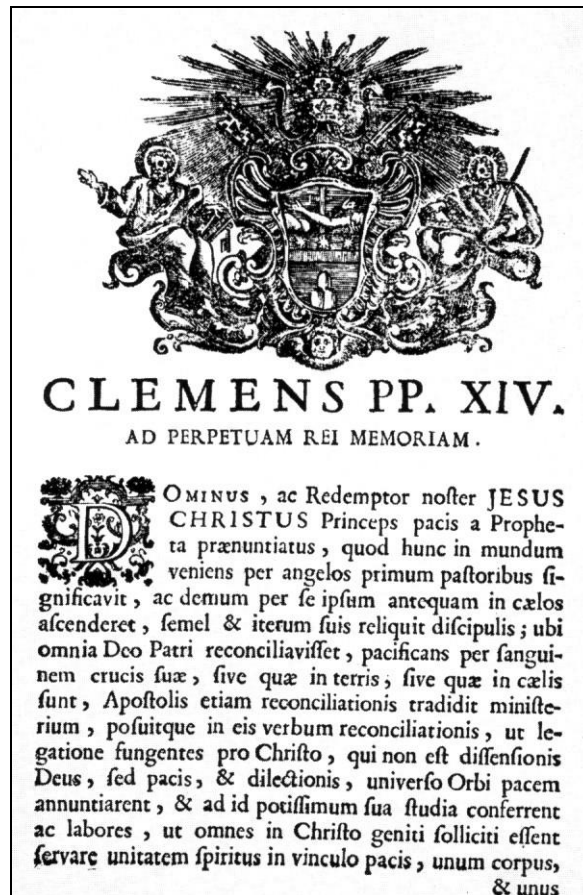 CLEMENS PP. XIV.
AD PERPETUAM REI MEMORIAM.
DOMINUS , ac Redemptor noſter JESUS
CHRISTUS Princeps pacis a Prophe-
ta prænuntiatus , quod hunc in mundum
veniens per angelos primum paſtoribus ſi-
gnificavit , ac demum per ſe ipſum antequam in cælos
aſcenderet , ſemel & iterum ſuis reliquit diſcipulis ; ubi
omnia Deo Patri reconciliaviſſet , pacificans per ſangui-
nem crucis ſuæ , ſive quæ in terris , ſive quæ in cælis
ſunt , Apoſtolis etiam reconciliationis tradidit miniſte-
rium , poſuitque in eis verbum reconciliationis , ut le-
gatione fungentes pro Chriſto , qui non eſt diſſenſionis
Deus , ſed pacis , & dilectionis , univerſo Orbi pacem
annuntiarent , & ad id potiſſimum ſua ſtudia conferrent
ac labores , ut omnes in Chriſto geniti ſolliciti eſſent
ſervare unitatem ſpiritus in vinculo pacis , unum corpus,
& unus